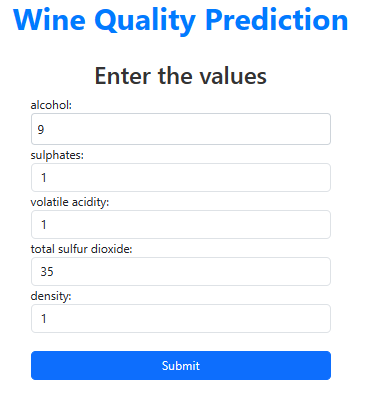 Wine Quality Prediction
Enter the values
alcohol:
9
sulphates:
1
volatile acidity:
1
total sulfur dioxide:
35
density:
1
Submit